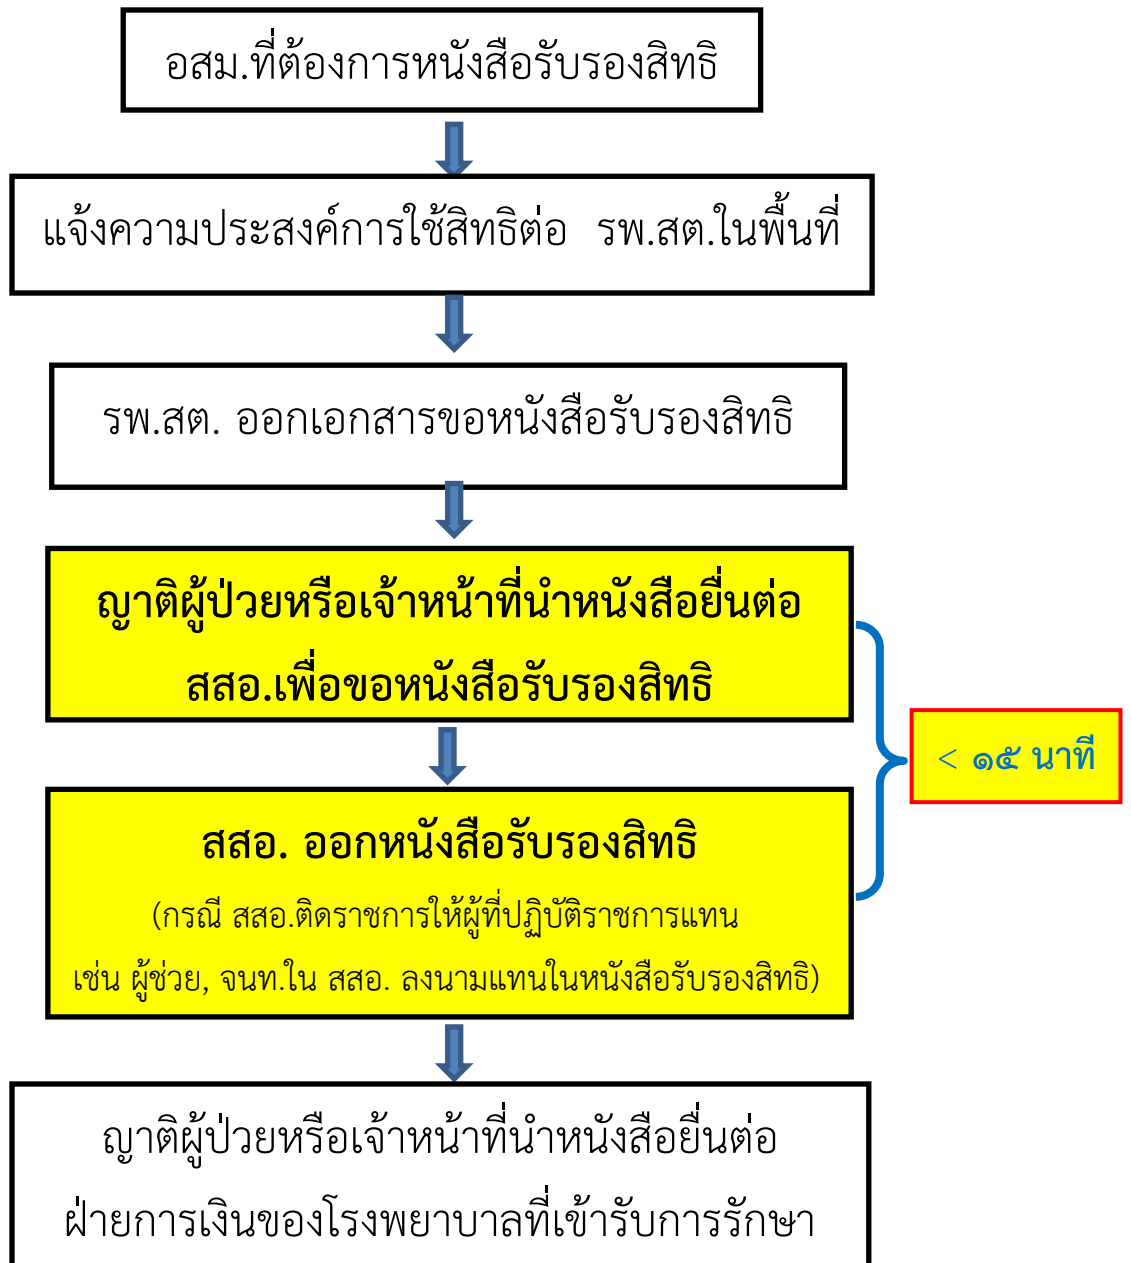 อสม.ที่ต้องการหนังสือรับรองสิทธิ
แจ้งความประสงค์การใช้สิทธิต่อ  รพ.สต.ในพื้นที่
รพ.สต. ออกเอกสารขอหนังสือรับรองสิทธิ
ญาติผู้ป่วยหรือเจ้าหน้าที่นำหนังสือยื่นต่อ
สสอ.เพื่อขอหนังสือรับรองสิทธิ
< ๑๕ นาที
สสอ. ออกหนังสือรับรองสิทธิ
(กรณี สสอ.ติดราชการให้ผู้ที่ปฏิบัติราชการแทน
เช่น ผู้ช่วย, จนท.ใน สสอ. ลงนามแทนในหนังสือรับรองสิทธิ)
ญาติผู้ป่วยหรือเจ้าหน้าที่นำหนังสือยื่นต่อ
ฝ่ายการเงินของโรงพยาบาลที่เข้ารับการรักษา